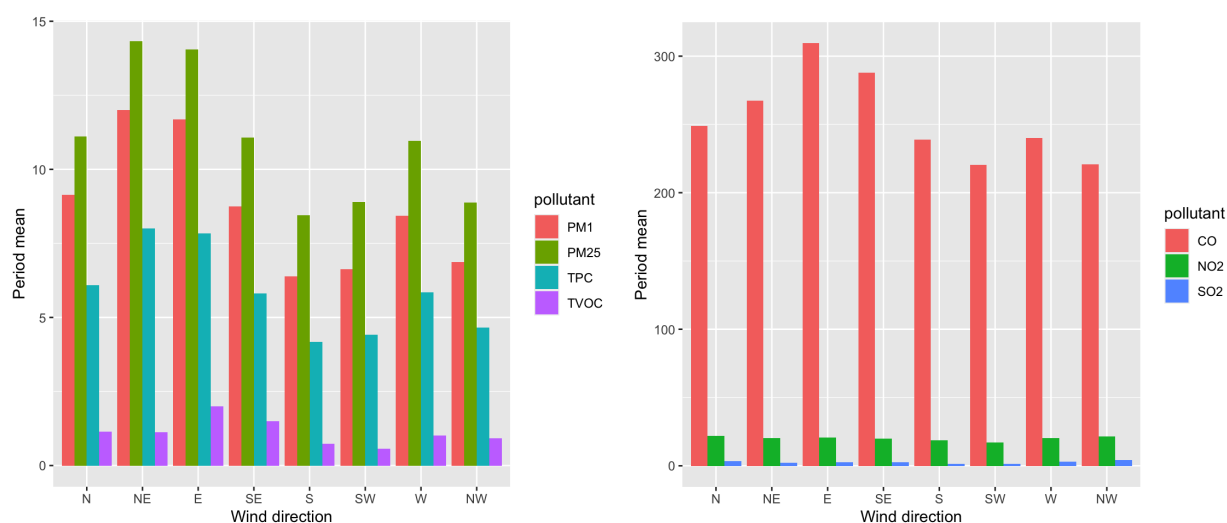 15
10
5
0
Period mean
N NE E SE S SW W NW
Wind direction
pollutant
PM1
PM25
TPC
TVOC
300
200
100
0
Period mean
N NE E SE S SW W NW
Wind direction
pollutant
CO
NO2
SO2